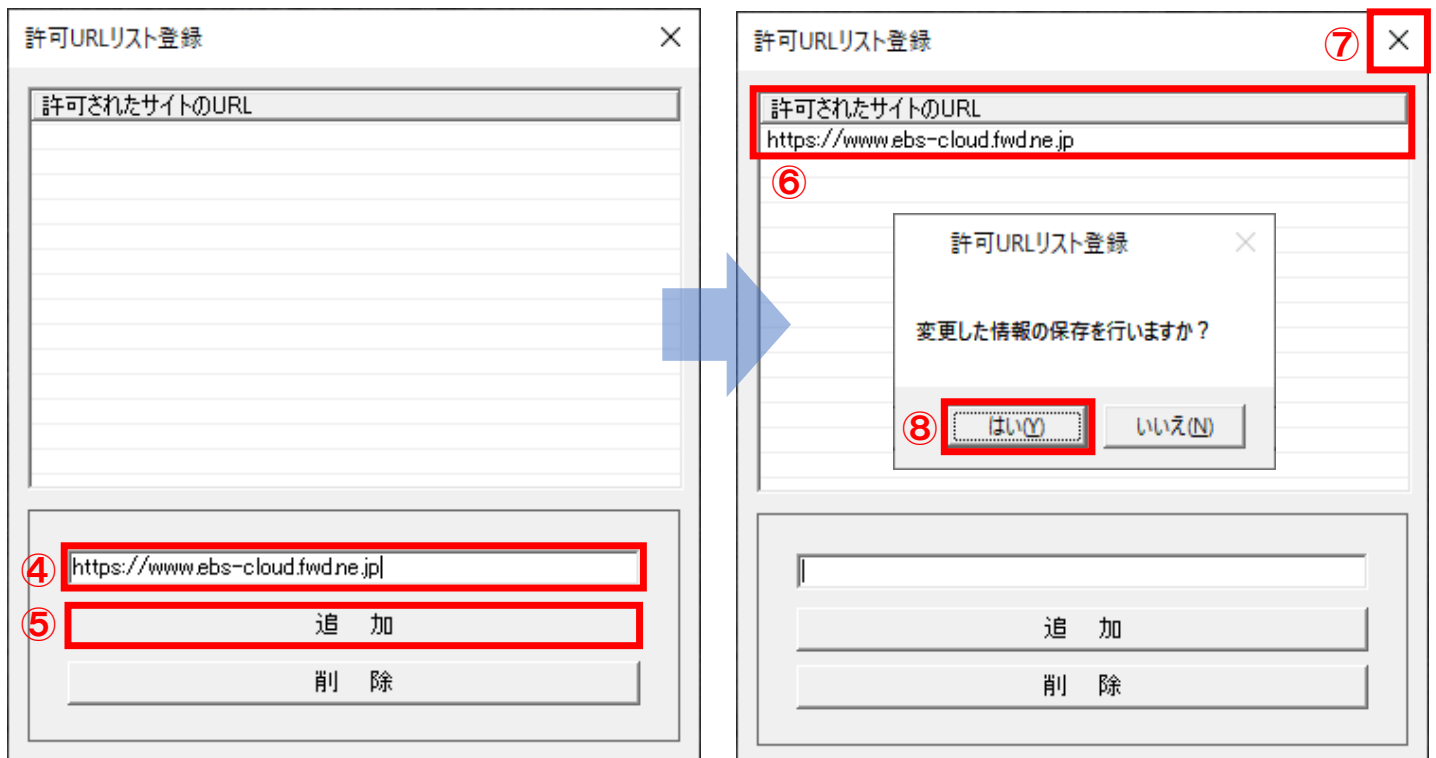 許可URLリスト登録
許可されたサイトのURL
④ https://www.ebs-cloud.fwd.ne.jp
⑤ 追 加
削 除
許可URLリスト登録
⑦
許可されたサイトのURL
https://www.ebs-cloud.fwd.ne.jp
⑥
許可URLリスト登録
変更した情報の保存を行いますか？
⑧ はい(Y) いいえ(N)
追 加
削 除